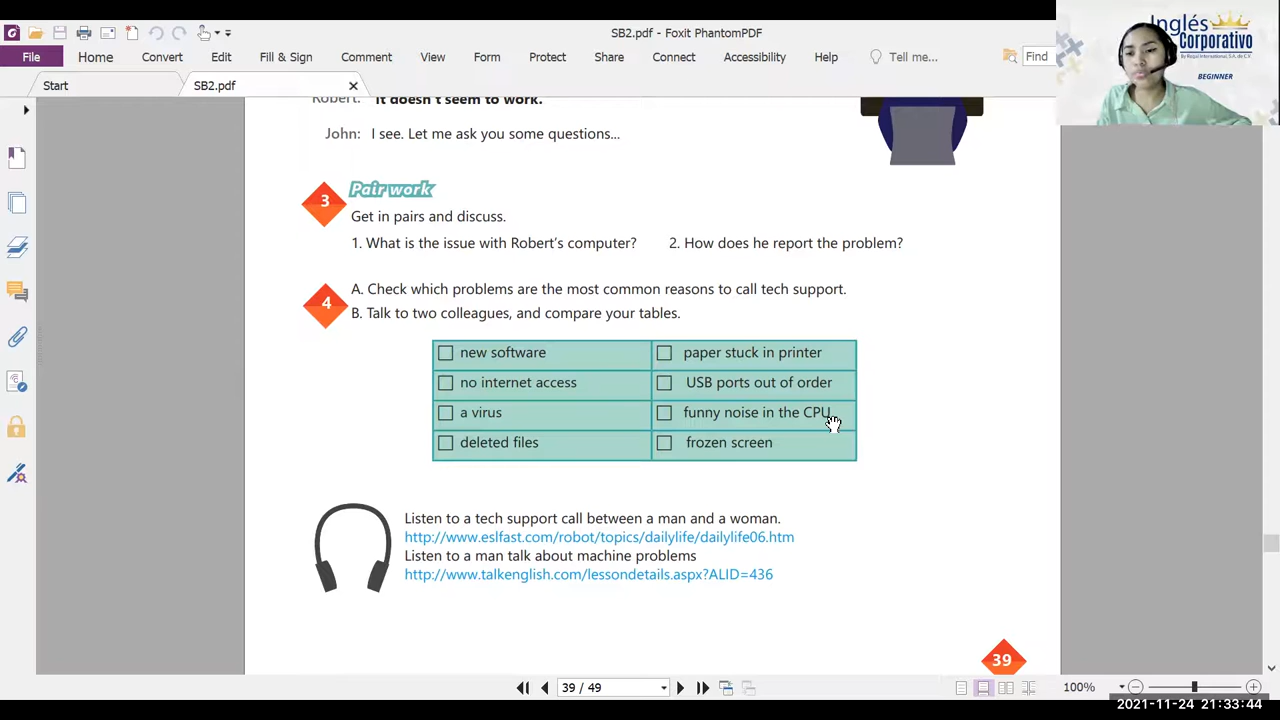 SB2.pdf - Foxit PhantomPDF
File Home Convert Edit Fill & Sign Comment View Form Protect Share Connect Accessibility Help Tell me... Find
Start SB2.pdf
Inglés
Corporativo
By Regal International, S.A. de C.V.
BEGINNER
Robert: It doesn't seem to work.
John: I see. Let me ask you some questions...
3 Pair work
Get in pairs and discuss.
1. What is the issue with Robert's computer? 2. How does he report the problem?
4
A. Check which problems are the most common reasons to call tech support.
B. Talk to two colleagues, and compare your tables.
new software paper stuck in printer
no internet access USB ports out of order
a virus funny noise in the CPU
deleted files frozen screen
Listen to a tech support call between a man and a woman.
http://www.eslfast.com/robot/topics/dailylife/dailylife06.htm
Listen to a man talk about machine problems
http://www.talkenglish.com/lessondetails.aspx?ALID=436
39
39 / 49 100%
2021-11-24 21:33:44